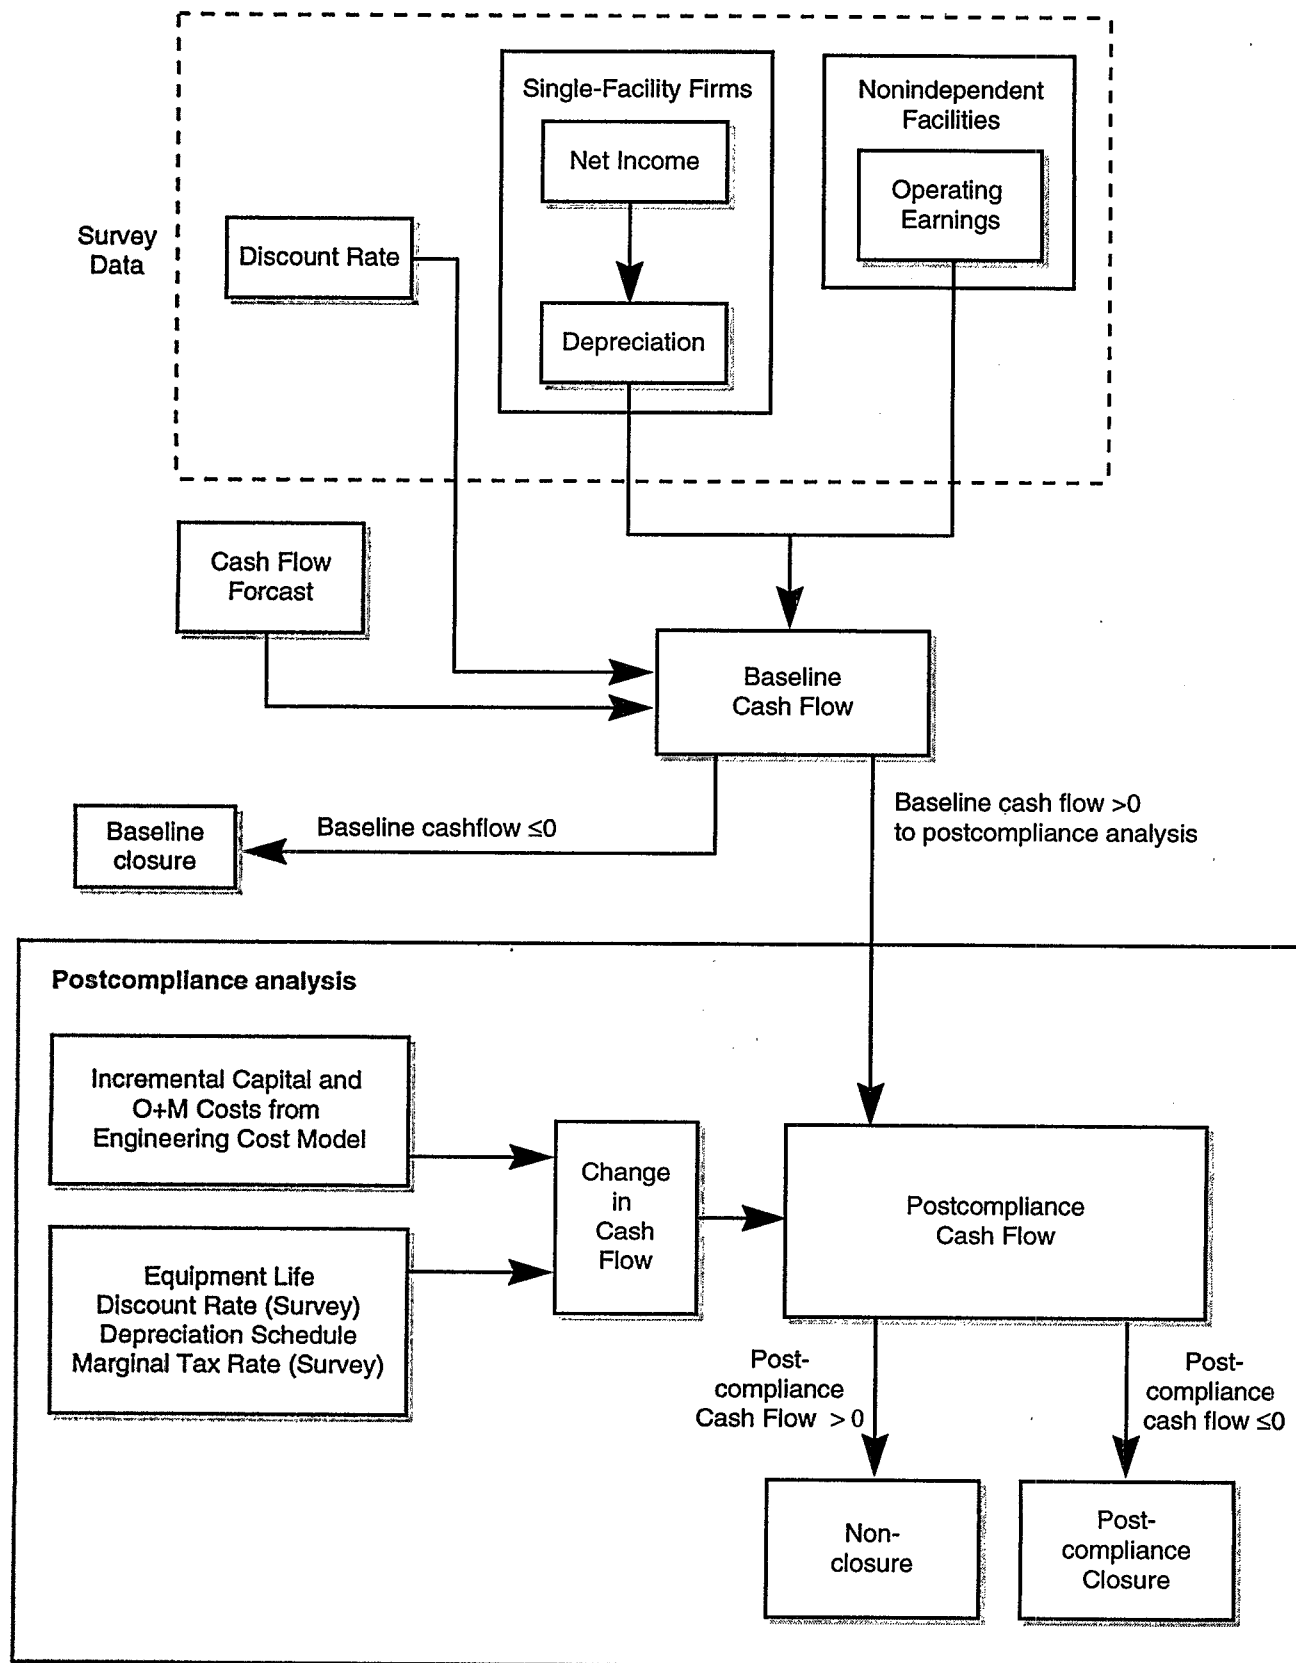 Single-Facility Firms
Net Income
Depreciation
Nonindependent
Facilities
Operating
Earnings
Survey
Data
Discount Rate
Cash Flow
Forcast
Baseline
Cash Flow
Baseline
closure
Baseline cashflow ≤0
Baseline cash flow >0
to postcompliance analysis
Postcompliance analysis
Incremental Capital and
O+M Costs from
Engineering Cost Model
Equipment Life
Discount Rate (Survey)
Depreciation Schedule
Marginal Tax Rate (Survey)
Change
in
Cash
Flow
Postcompliance
Cash Flow
Post-
compliance
Cash Flow > 0
Post-
compliance
cash flow ≤0
Non-
closure
Post-
compliance
Closure